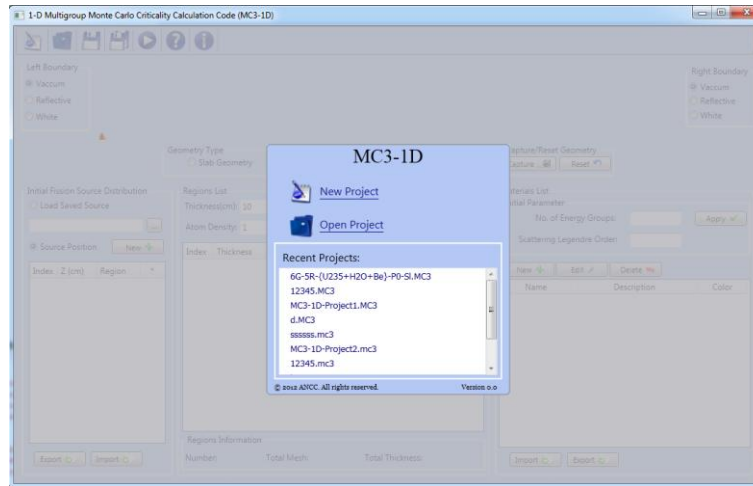 1-D Multigroup Monte Carlo Criticality Calculation Code (MC3-1D)
Left Boundary
Vaccum
Reflective
White
Right Boundary
Vaccum
Reflective
White
Geometry Type
Slab Geometry
Capture/Reset Geometry
Capture
Reset
Initial Fission Source Distribution
Load Saved Source
...
Source Position
New
Index Z (cm) Region
Export
Import
Regions List
Thickness(cm): 10
Atom Density: 1
Index Thickness
Regions Information
Number: Total Mesh: Total Thickness:
MC3-1D
New Project
Open Project
Recent Projects:
6G-5R-(U235+H2O+Be)-P0-Sl.MC3
12345.MC3
MC3-1D-Project1.MC3
d.MC3
ssssss.mc3
MC3-1D-Project2.mc3
12345.mc3
© 2012 ANCC. All rights reserved. Version 0.0
Materials List
Initial Parameter
No. of Energy Groups:
Scattering Legendre Order:
Apply
New
Edit
Delete
Name Description Color
Import
Export